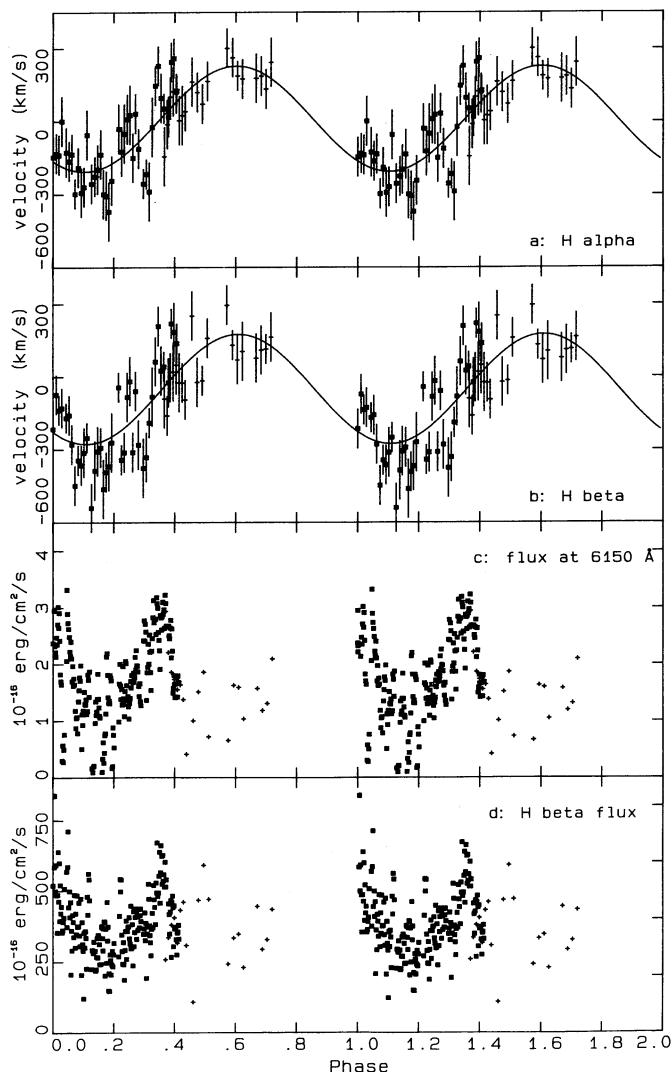 300
0
-300
-600
velocity (km/s)
a: H alpha
300
0
-300
-600
velocity (km/s)
b: H beta
4
3
2
1
0
10⁻¹⁶ erg/cm²/s
c: flux at 6150 Å
750
500
250
0
10⁻¹⁶ erg/cm²/s
d: H beta flux
0.0 .2 .4 .6 .8 1.0 1.2 1.4 1.6 1.8 2.0
Phase